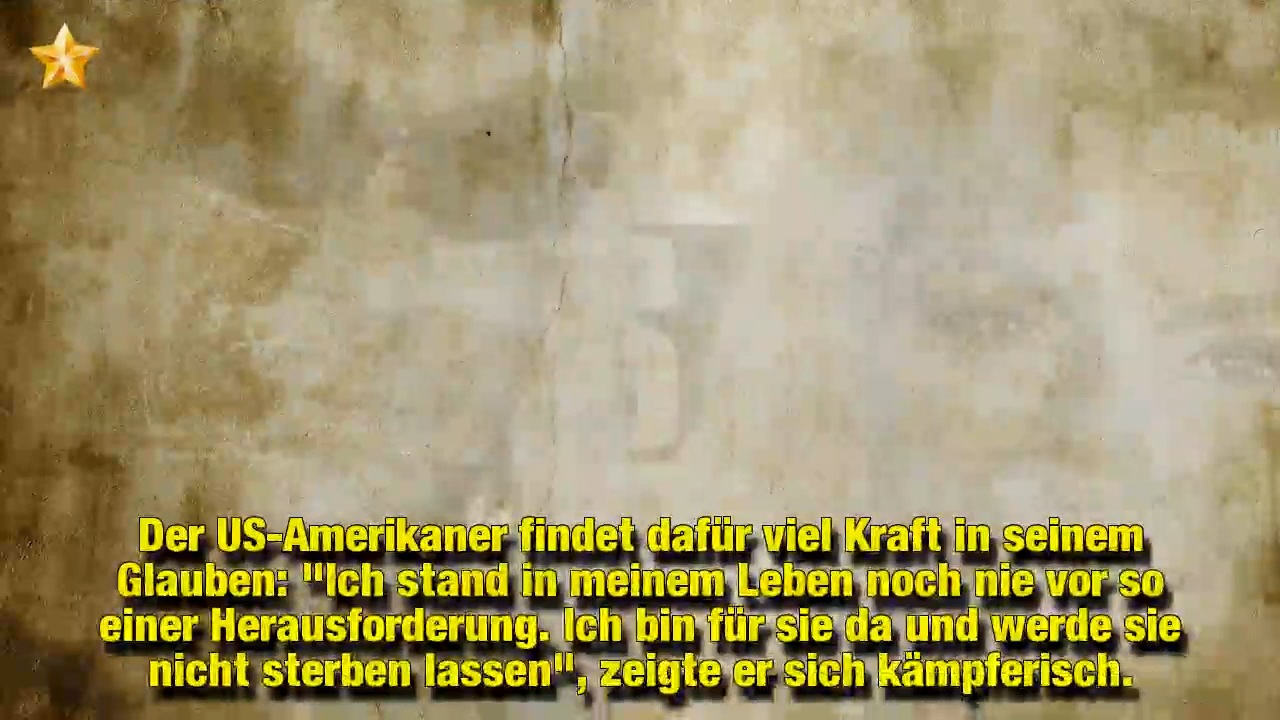 Der US-Amerikaner findet dafür viel Kraft in seinem
Glauben: "Ich stand in meinem Leben noch nie vor so
einer Herausforderung. Ich bin für sie da und werde sie
nicht sterben lassen", zeigte er sich kämpferisch.